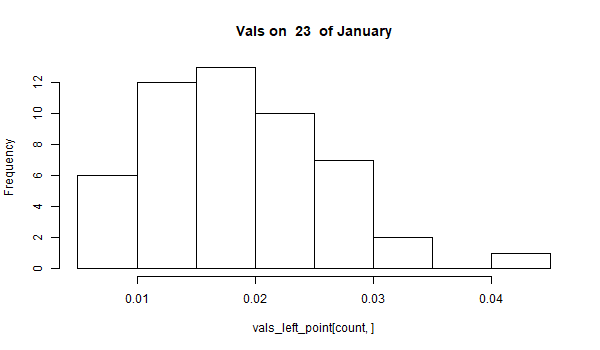 Vals on  23  of January
Frequency
12
10
8
6
4
2
0
0.01 0.02 0.03 0.04
vals_left_point[count, ]